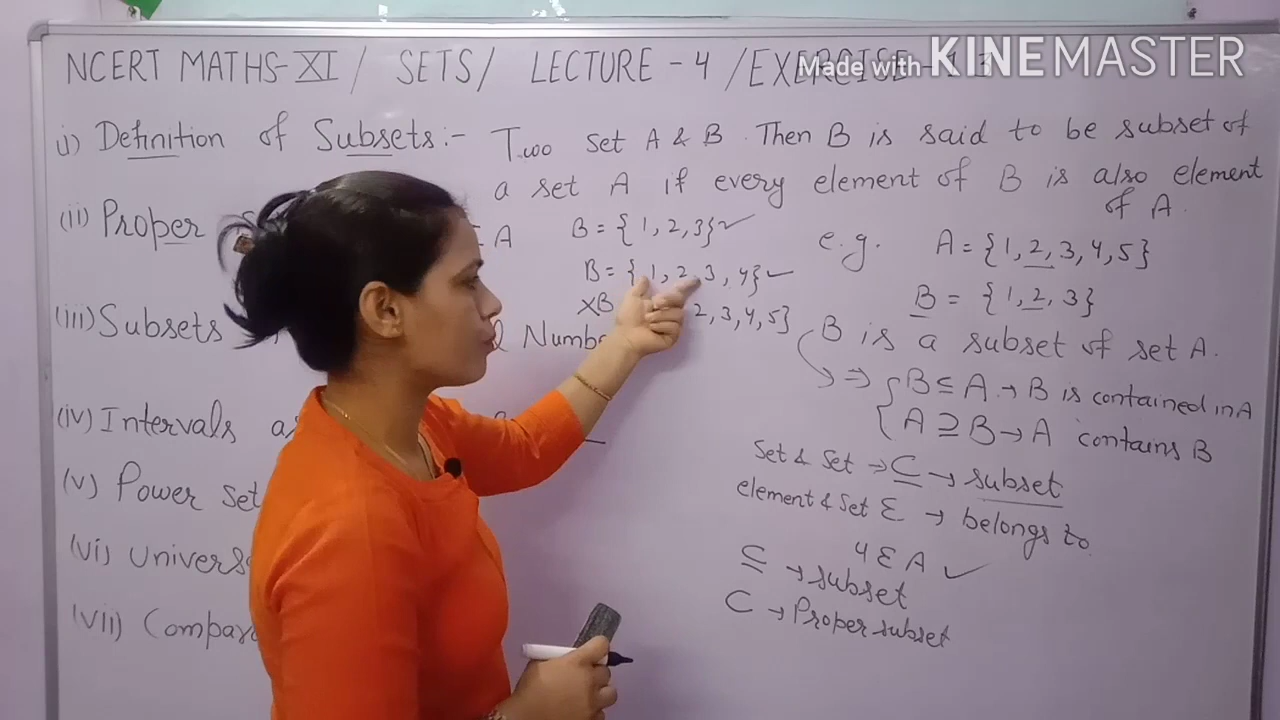 NCERT MATHS-XI / SETS / LECTURE - 4 / EXERCISE
Made with KINEMASTER
i) Definition of Subsets:- Two set A & B. Then B is said to be subset of
a set A if every element of B is also element
of A.
(ii) Proper
A
B = {1, 2, 3} ✓
B = {1, 2, 3, 4} ✓
XB 2, 3, 4, 5}
e.g. A = {1, 2, 3, 4, 5}
B = {1, 2, 3}
B is a subset of set A.
⇒ { B ⊆ A → B is contained in A
{ A ⊇ B → A contains B
Set & Set → ⊆ → subset
element & Set ∈ → belongs to
4 ∈ A ✓
⊆ → subset
⊂ → Proper subset
(iii) Subsets
(iv) Intervals
(v) Power set
(vi)
(vii)